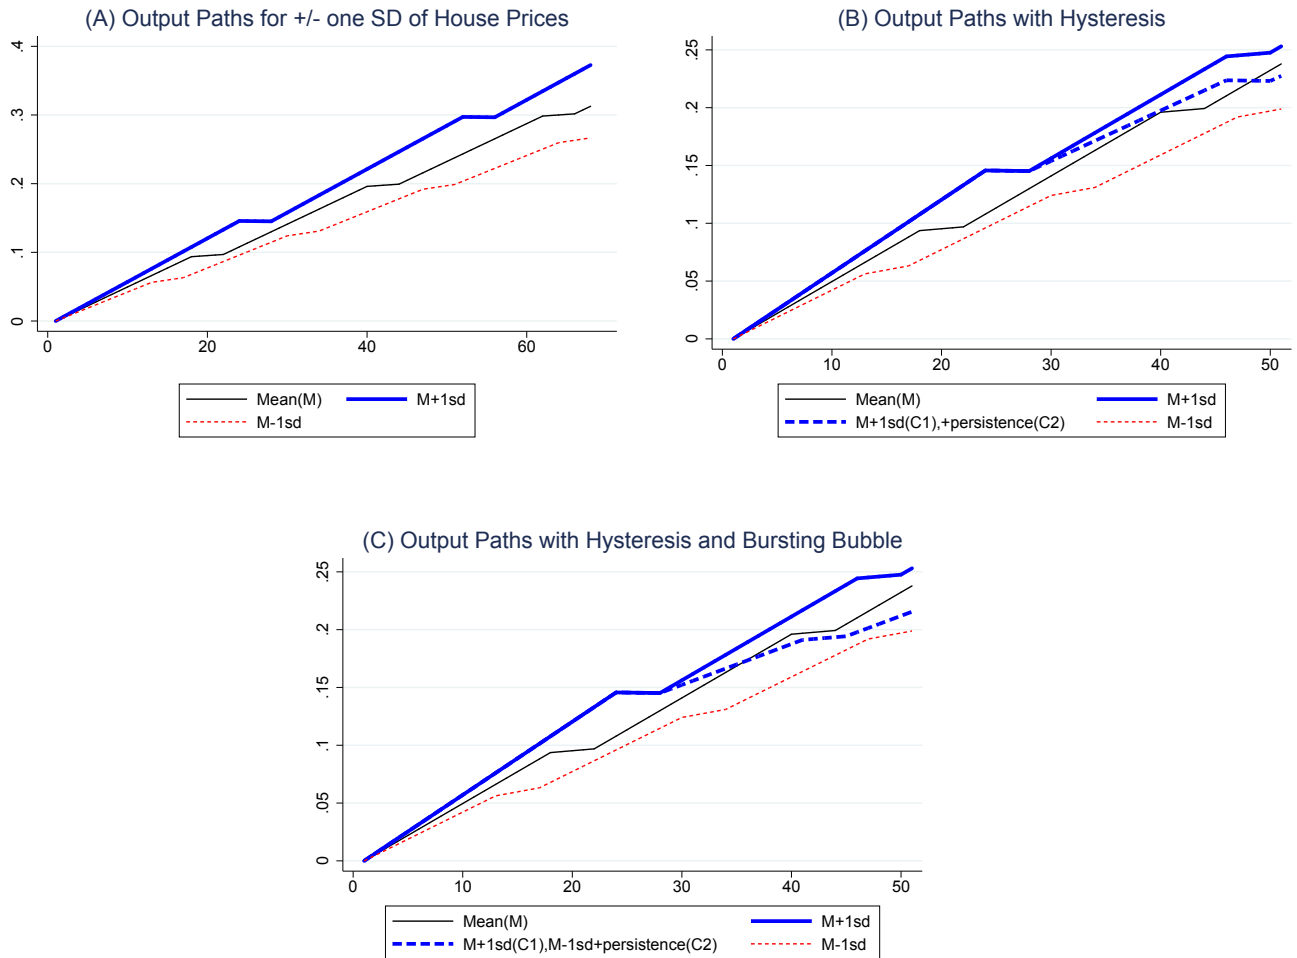 (A) Output Paths for +/- one SD of House Prices
.4
.3
.2
.1
0
0 20 40 60
Mean(M) M+1sd
M-1sd
(B) Output Paths with Hysteresis
.25
.2
.15
.1
.05
0
0 10 20 30 40 50
Mean(M) M+1sd
M+1sd(C1),+persistence(C2) M-1sd
(C) Output Paths with Hysteresis and Bursting Bubble
.25
.2
.15
.1
.05
0
0 10 20 30 40 50
Mean(M) M+1sd
M+1sd(C1),M-1sd+persistence(C2) M-1sd